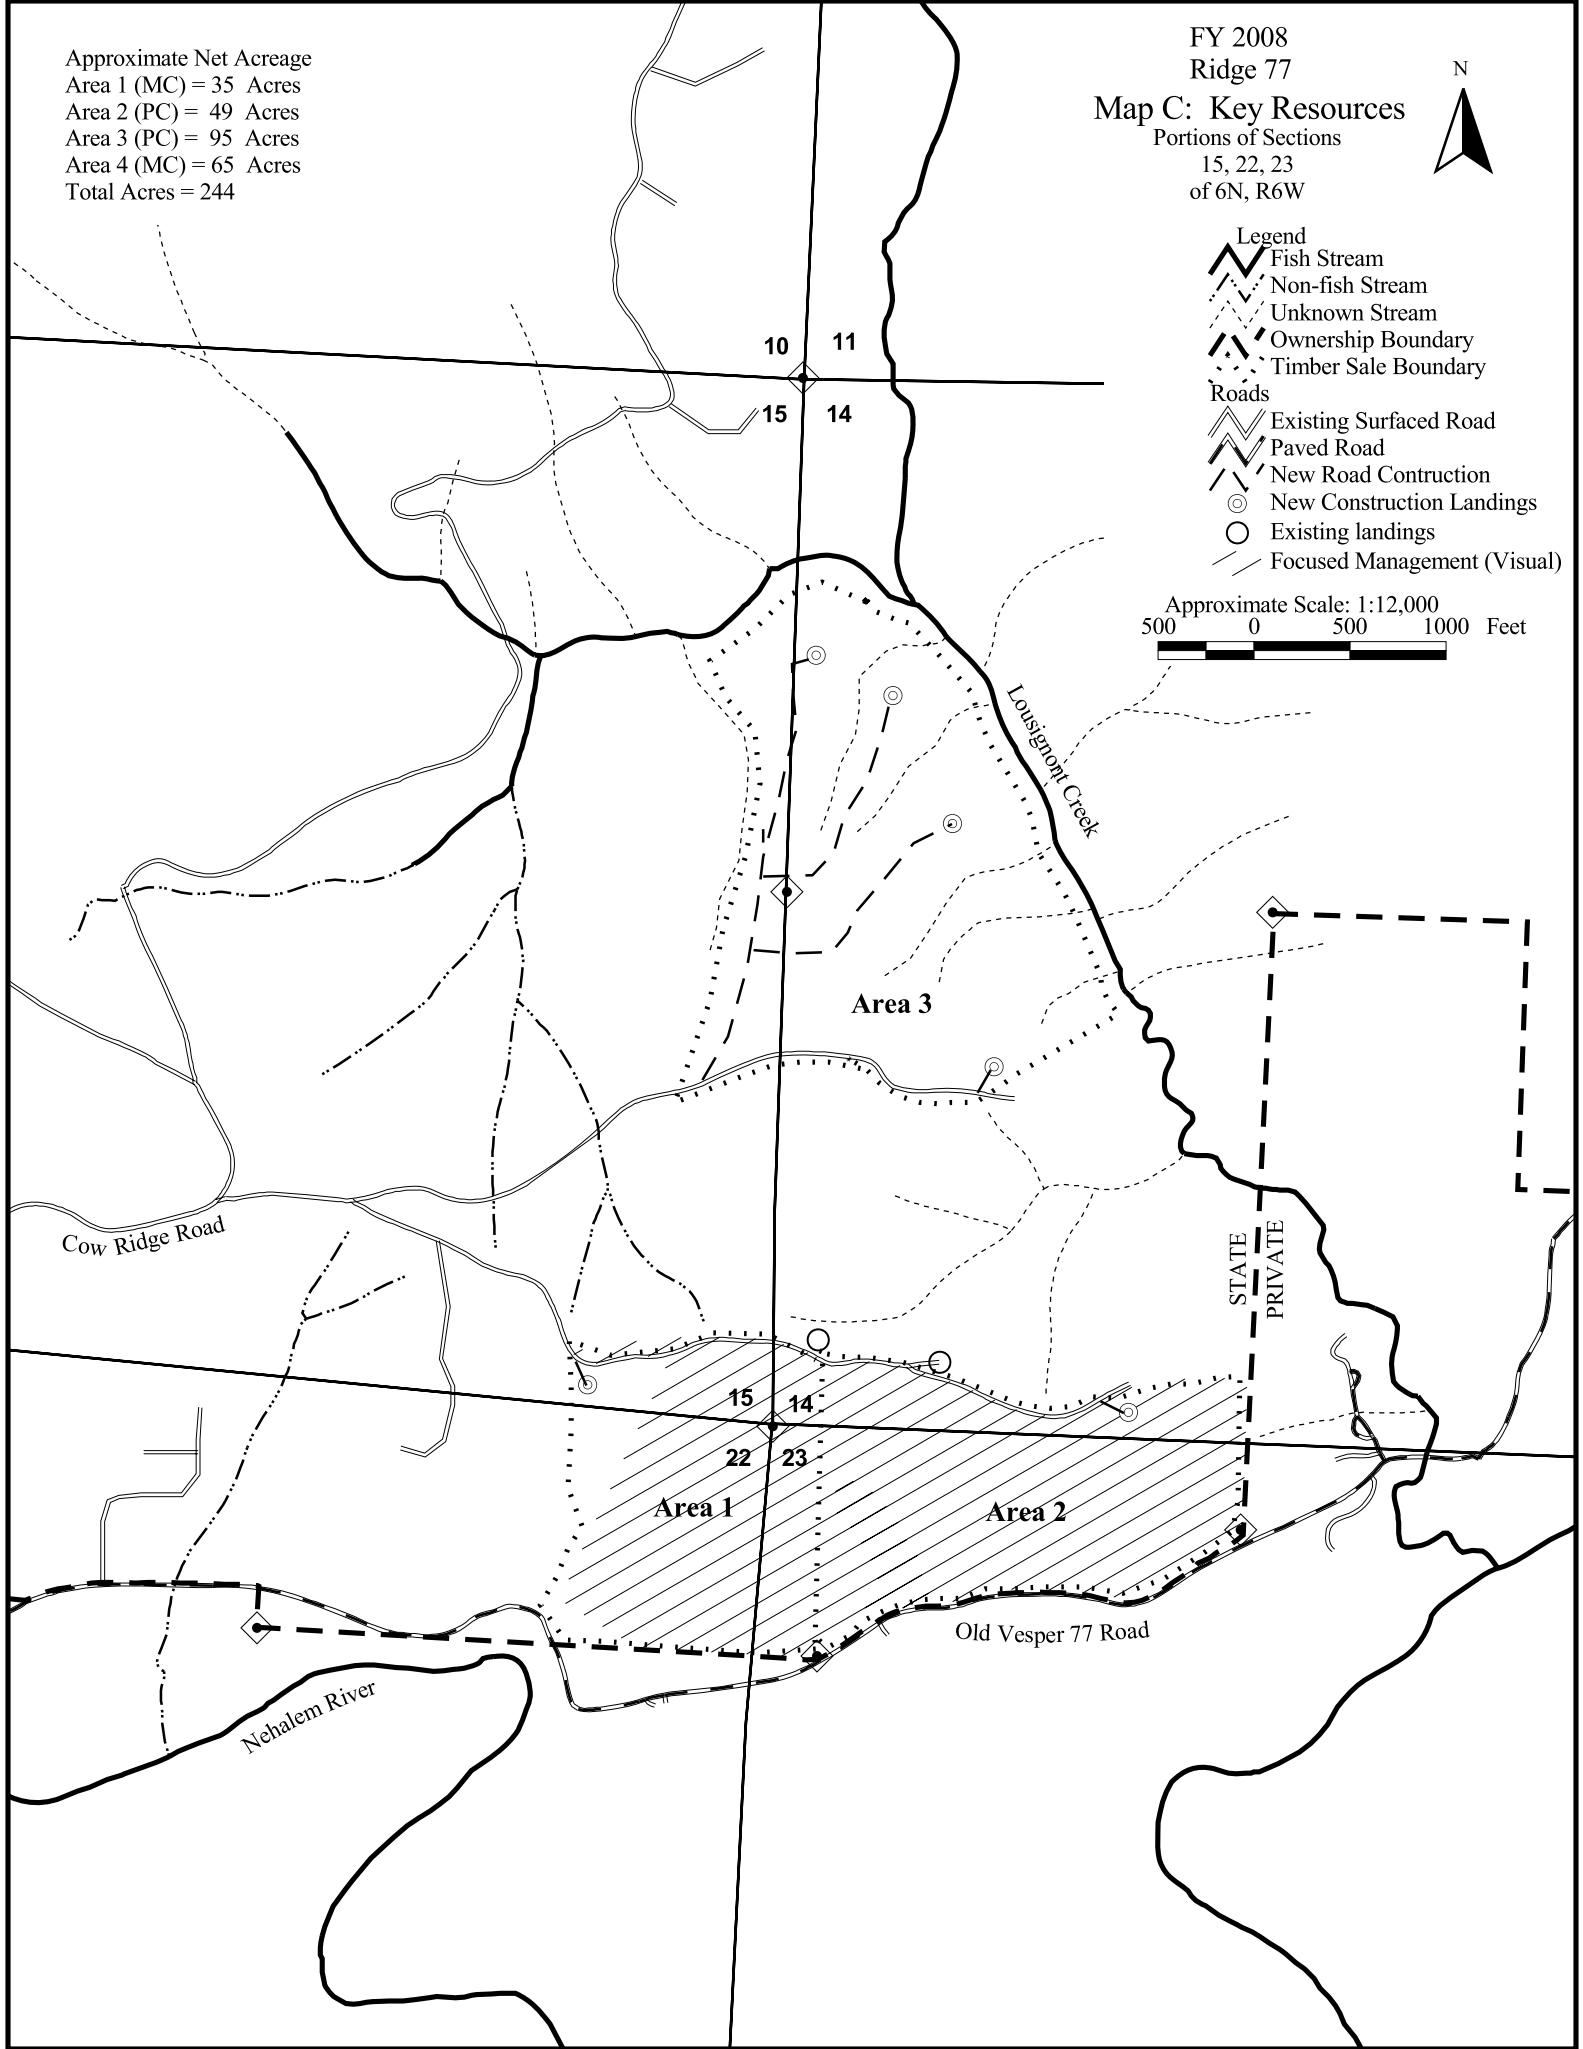 Approximate Net Acreage
Area 1 (MC) = 35 Acres
Area 2 (PC) = 49 Acres
Area 3 (PC) = 95 Acres
Area 4 (MC) = 65 Acres
Total Acres = 244
FY 2008
Ridge 77
Map C: Key Resources
Portions of Sections
15, 22, 23
of 6N, R6W
N
Legend
Fish Stream
Non-fish Stream
Unknown Stream
Ownership Boundary
Timber Sale Boundary
Roads
Existing Surfaced Road
Paved Road
New Road Contruction
New Construction Landings
Existing landings
Focused Management (Visual)
Approximate Scale: 1:12,000
500 0 500 1000 Feet
10 11
15 14
Lousignont Creek
Area 3
Cow Ridge Road
STATE
PRIVATE
15 14
22 23
Area 1
Area 2
Old Vesper 77 Road
Nehalem River